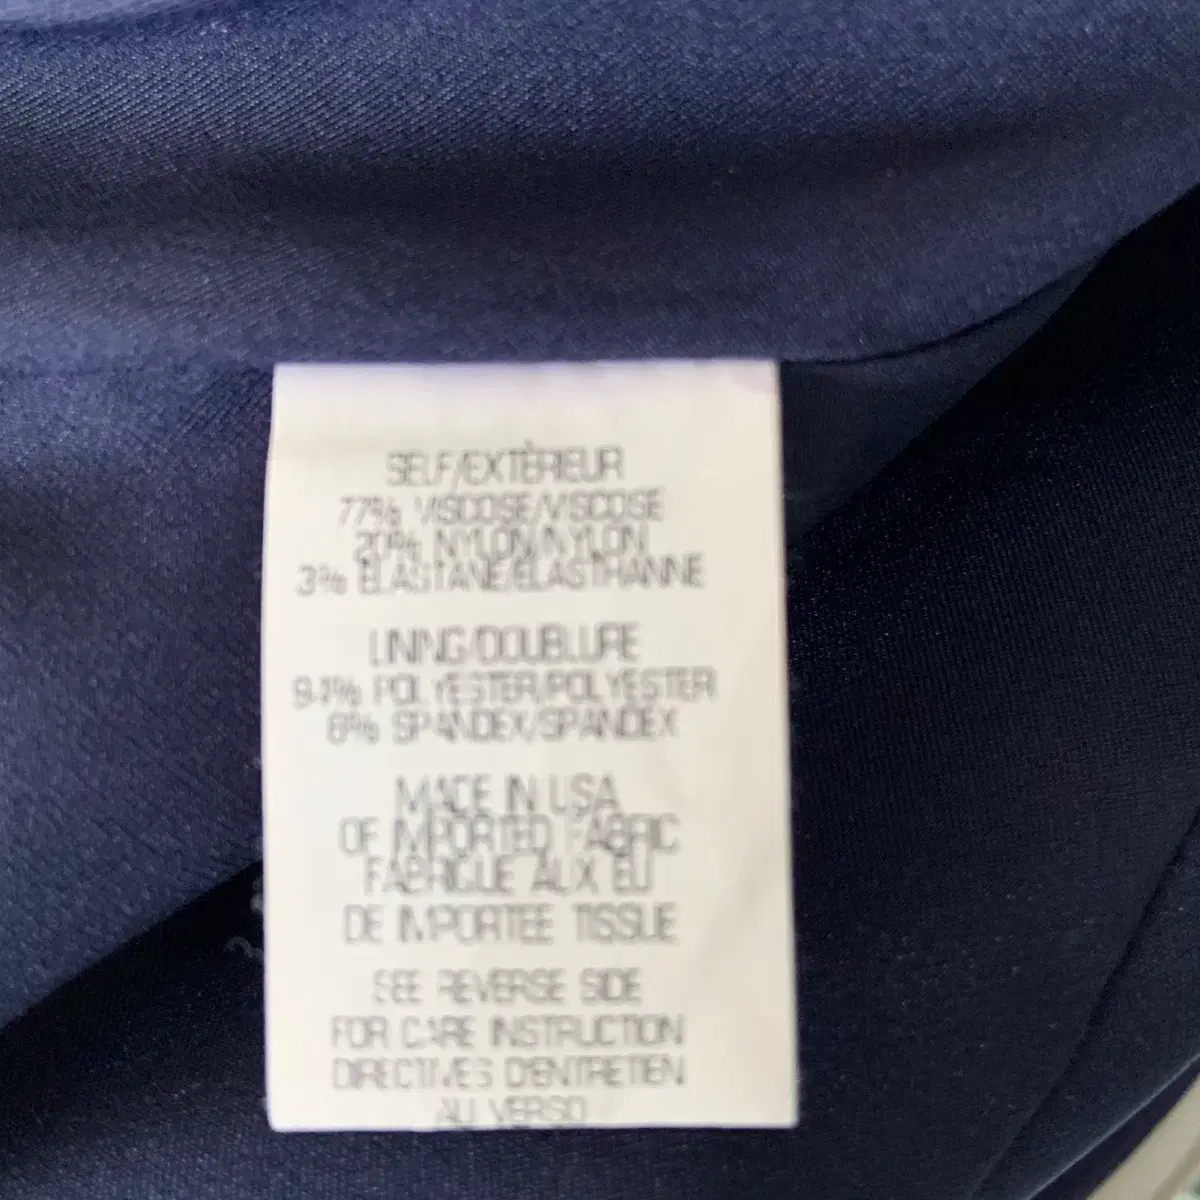 SELF/EXTÈRIEUR
77% VISCOSE/VISCOSE
20% NYLON/NYLON
3% ELASTANE/ELASTHANNE
LINING/DOUBLURE
94% POLYESTER/POLYESTER
6% SPANDEX/SPANDEX
MADE IN USA
OF IMPORTED FABRIC
FABRIQUE AUX EU
DE IMPORTEE TISSUE
SEE REVERSE SIDE
FOR CARE INSTRUCTION
DIRECTIVES D'ENTRETIEN
AU VERSO